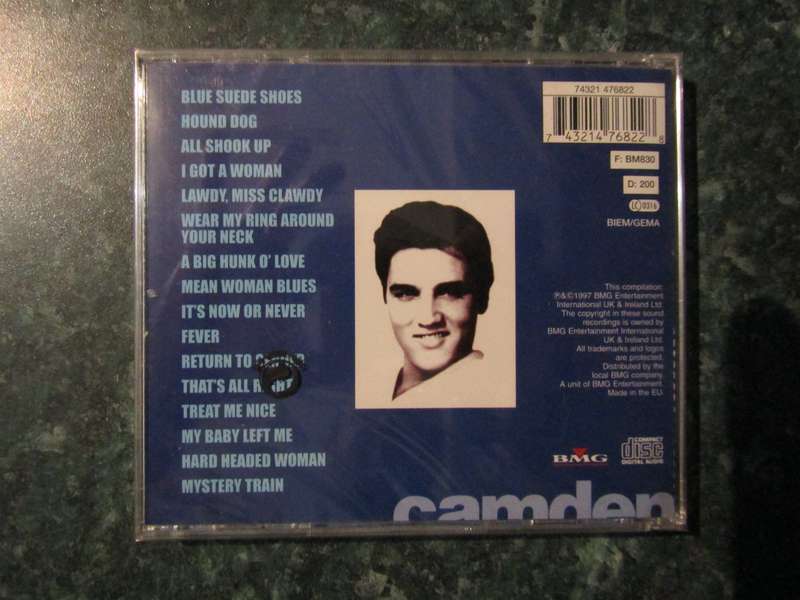 BLUE SUEDE SHOES
HOUND DOG
ALL SHOOK UP
I GOT A WOMAN
LAWDY, MISS CLAWDY
WEAR MY RING AROUND
YOUR NECK
A BIG HUNK O' LOVE
MEAN WOMAN BLUES
IT'S NOW OR NEVER
FEVER
RETURN TO
THAT'S ALL RIGHT
TREAT ME NICE
MY BABY LEFT ME
HARD HEADED WOMAN
MYSTERY TRAIN
74321 476822
7 43214 76822 8
F: BM830
D: 200
LC 0316
BIEM/GEMA
This compilation:
℗&©1997 BMG Entertainment
International UK & Ireland Ltd.
The copyright in these sound
recordings is owned by
BMG Entertainment International
UK & Ireland Ltd.
All trademarks and logos
are protected.
Distributed by the
local BMG company.
A unit of BMG Entertainment.
Made in the EU.
BMG
COMPACT
disc
DIGITAL AUDIO
camden